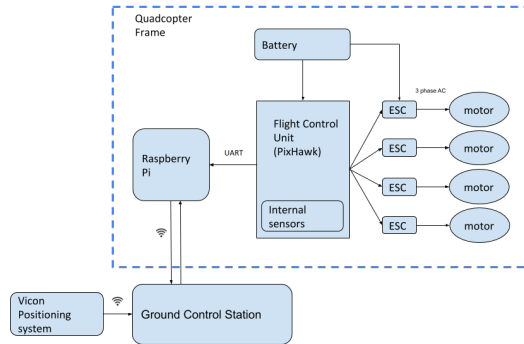 Quadcopter
Frame
Battery
3 phase AC
ESC
motor
Flight Control
Unit
(PixHawk)
ESC
motor
UART
Raspberry
Pi
ESC
motor
Internal
sensors
ESC
motor
Vicon
Positioning
system
Ground Control Station